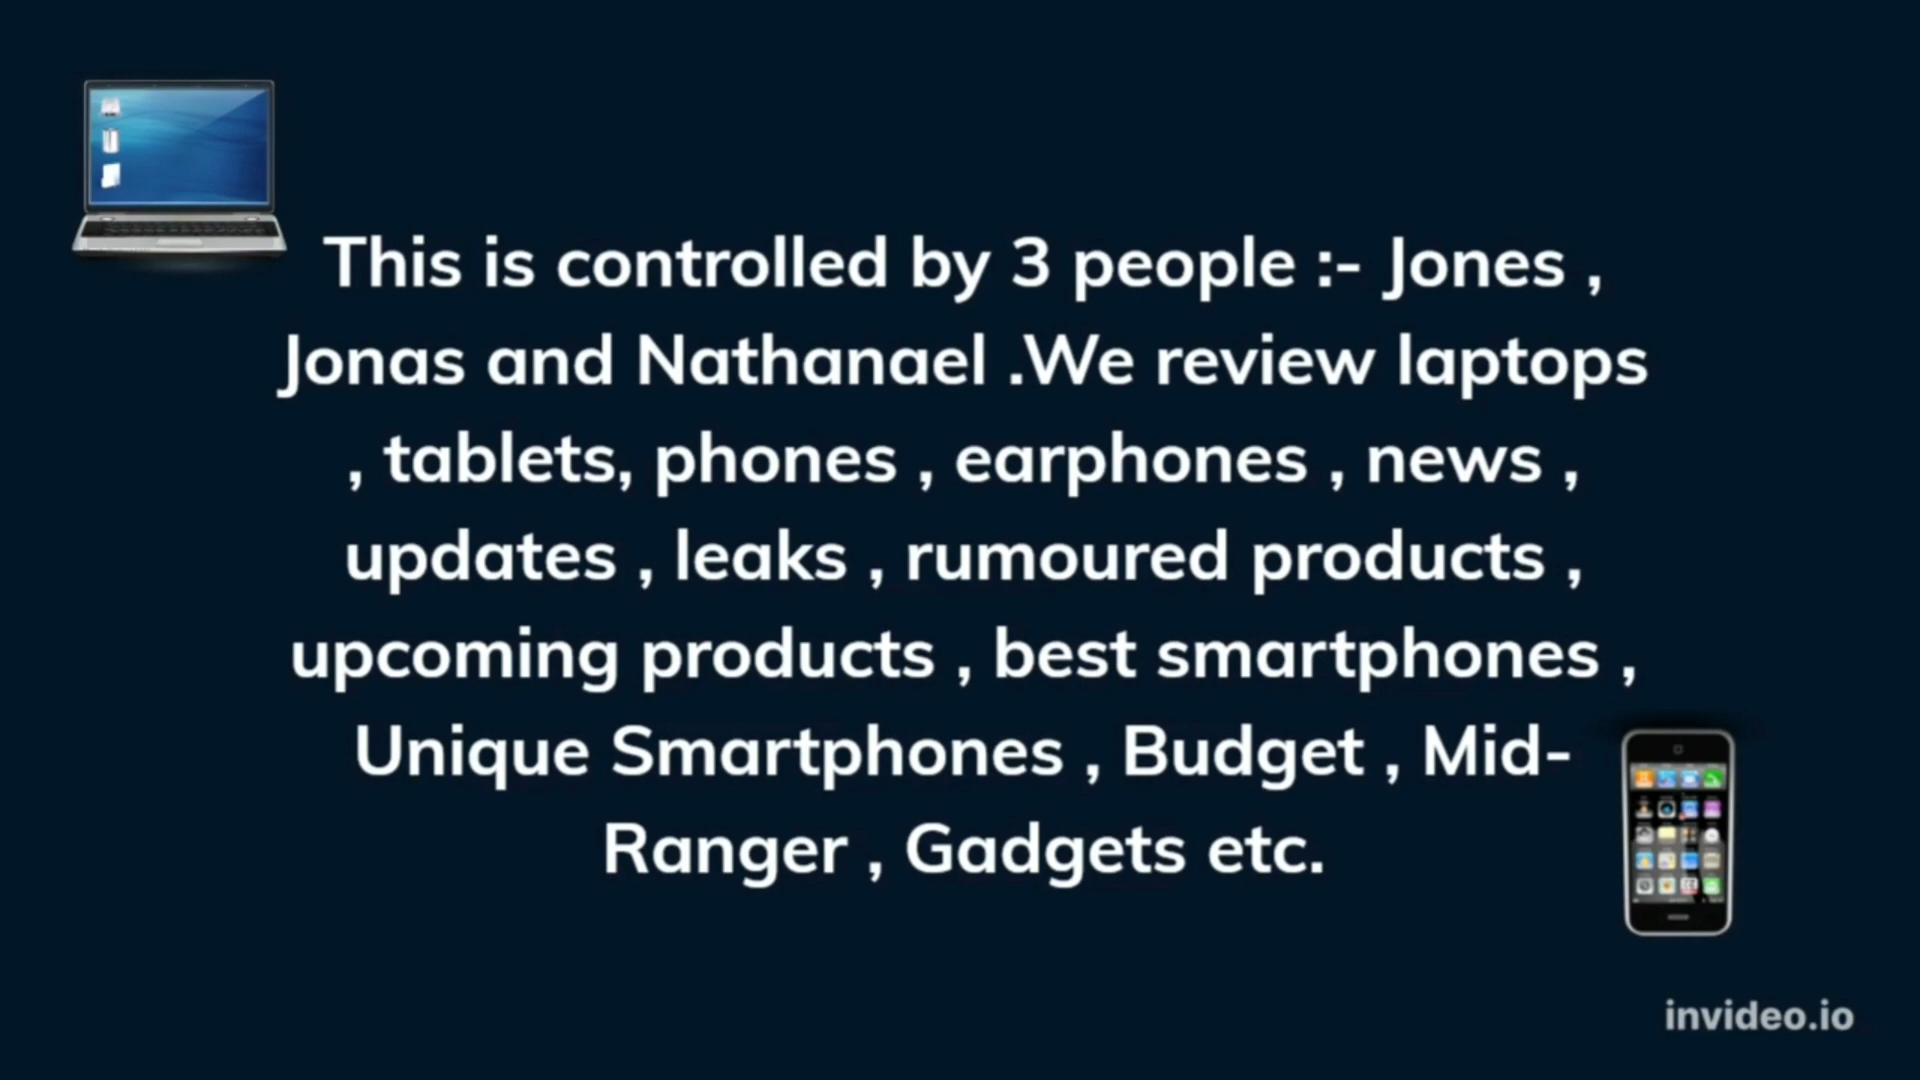 This is controlled by 3 people :- Jones ,
Jonas and Nathanael .We review laptops
, tablets, phones , earphones , news ,
updates , leaks , rumoured products ,
upcoming products , best smartphones ,
Unique Smartphones , Budget , Mid-
Ranger , Gadgets etc.
invideo.io